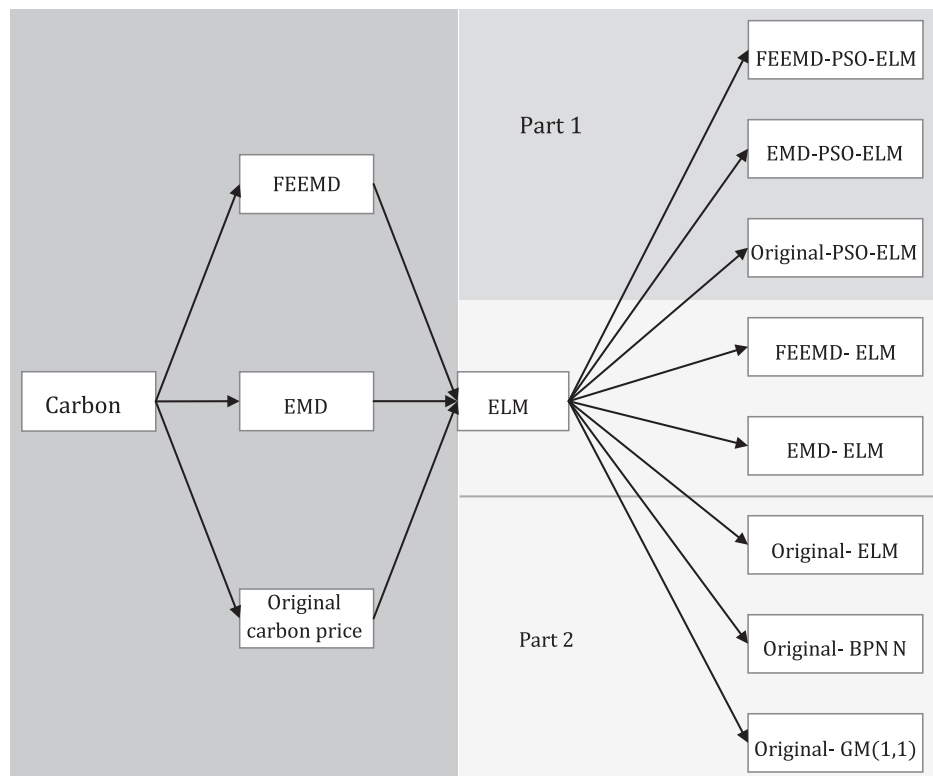 FEEMD-PSO-ELM
Part 1
EMD-PSO-ELM
FEEMD
Original-PSO-ELM
FEEMD- ELM
Carbon
EMD
ELM
EMD- ELM
Original- ELM
Original
carbon price
Part 2
Original- BPN N
Original- GM(1,1)